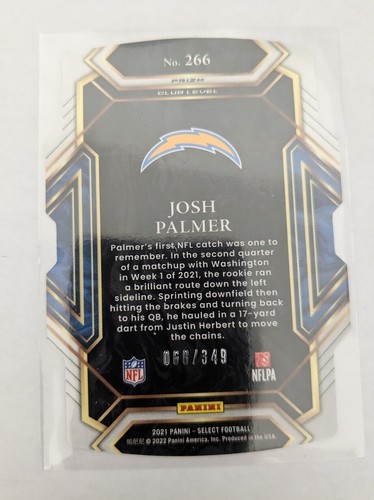 No. 266
PRIZM
CLUB LEVEL
JOSH
PALMER
Palmer's first NFL catch was one to
remember. In the second quarter
of a matchup with Washington
in Week 1 of 2021, the rookie ran
a brilliant route down the left
sideline. Sprinting downfield then
hitting the brakes and turning back
to his QB, he hauled in a 17-yard
dart from Justin Herbert to move
the chains.
/349
NFL
NFLPA
PANINI
2021 PANINI - SELECT FOOTBALL
© 2022 Panini America, Inc. Produced in the USA.